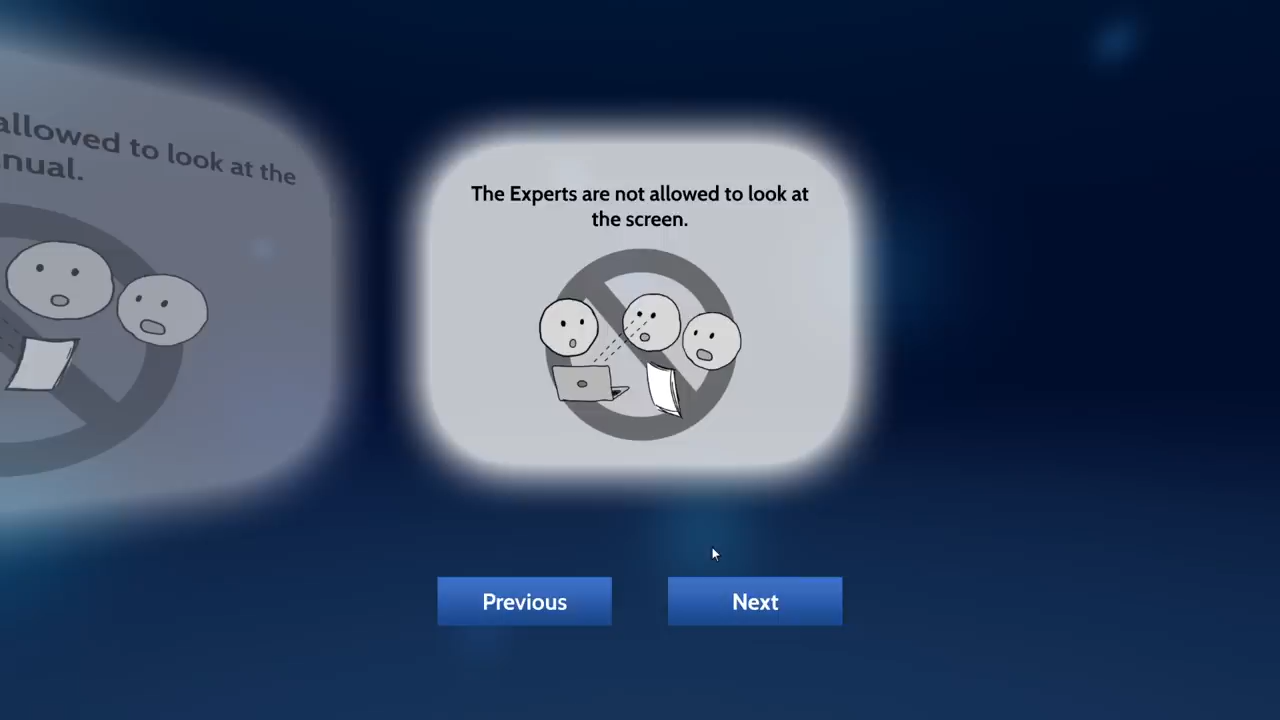 allowed to look at the
nual.
The Experts are not allowed to look at
the screen.
Previous
Next